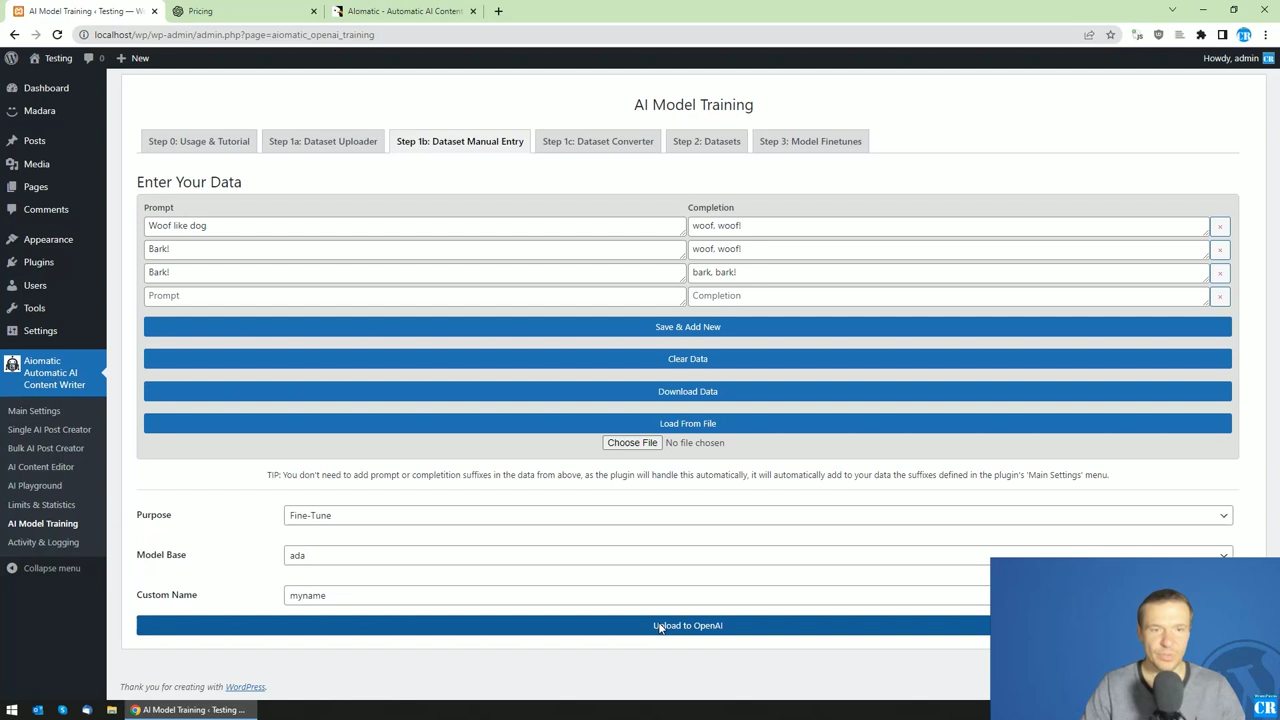 AI Model Training ‹ Testing — W
Pricing
AIomatic - Automatic AI Content
localhost/wp/wp-admin/admin.php?page=aiomatic_openai_training
Testing
0
New
Howdy, admin
CR
Dashboard
Madara
Posts
Media
Pages
Comments
Appearance
Plugins
Users
Tools
Settings
Aiomatic
Automatic AI
Content Writer
Main Settings
Single AI Post Creator
Bulk AI Post Creator
AI Content Editor
AI Playground
Limits & Statistics
AI Model Training
Activity & Logging
Collapse menu
AI Model Training
Step 0: Usage & Tutorial
Step 1a: Dataset Uploader
Step 1b: Dataset Manual Entry
Step 1c: Dataset Converter
Step 2: Datasets
Step 3: Model Finetunes
Enter Your Data
Prompt Completion
Woof like dog woof, woof!
Bark! woof, woof!
Bark! bark, bark!
Prompt Completion
Save & Add New
Clear Data
Download Data
Load From File
Choose File No file chosen
TIP: You don't need to add prompt or completition suffixes in the data from above, as the plugin will handle this automatically, it will automatically add to your data the suffixes defined in the plugin's 'Main Settings' menu.
Purpose Fine-Tune
Model Base ada
Custom Name myname
Upload to OpenAI
Thank you for creating with WordPress.
AI Model Training ‹ Testing ...
CR